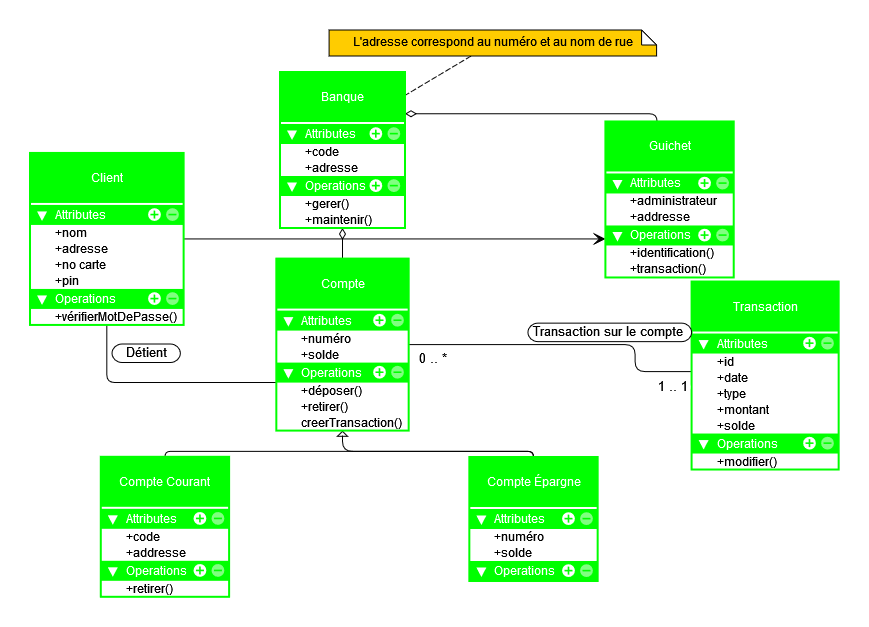 L'adresse correspond au numéro et au nom de rue
Banque
Attributes
+code
+adresse
Operations
+gerer()
+maintenir()
Guichet
Attributes
+administrateur
+addresse
Operations
+identification()
+transaction()
Client
Attributes
+nom
+adresse
+no carte
+pin
Operations
+vérifierMotDePasse()
Détient
Compte
Attributes
+numéro
+solde
Operations
+déposer()
+retirer()
creerTransaction()
Transaction sur le compte
0 .. *
1 .. 1
Transaction
Attributes
+id
+date
+type
+montant
+solde
Operations
+modifier()
Compte Courant
Attributes
+code
+addresse
Operations
+retirer()
Compte Épargne
Attributes
+numéro
+solde
Operations